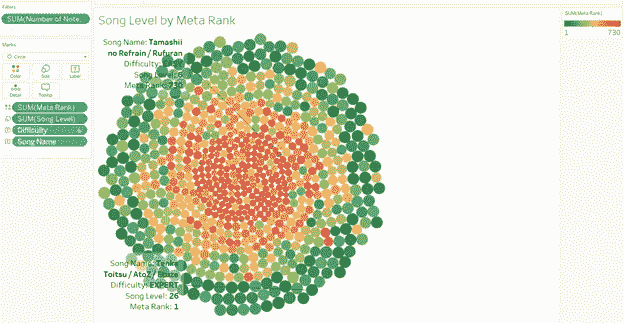 Filters
SUM(Number of Note
Marks
Circle
Color
Size
Label
Detail
Tooltip
SUM(Meta Rank)
SUM(Song Level)
Difficulty
Song Name
Song Level by Meta Rank
Song Name: Tamashii
no Refrain / Rufuran
Difficulty:
Song Level: 6
Meta Rank: 730
Song Name:
Toitsu / AtoZ /
Difficulty: EXPERT
Song Level: 26
Meta Rank: 1
SUM(Meta Rank)
1 730